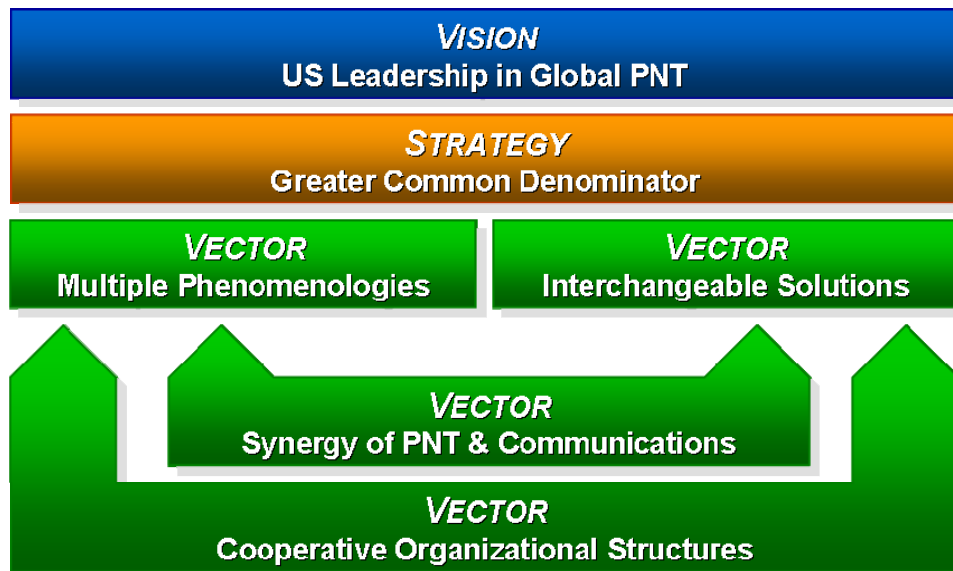 VISION
US Leadership in Global PNT
STRATEGY
Greater Common Denominator
VECTOR
Multiple Phenomenologies
VECTOR
Interchangeable Solutions
VECTOR
Synergy of PNT & Communications
VECTOR
Cooperative Organizational Structures